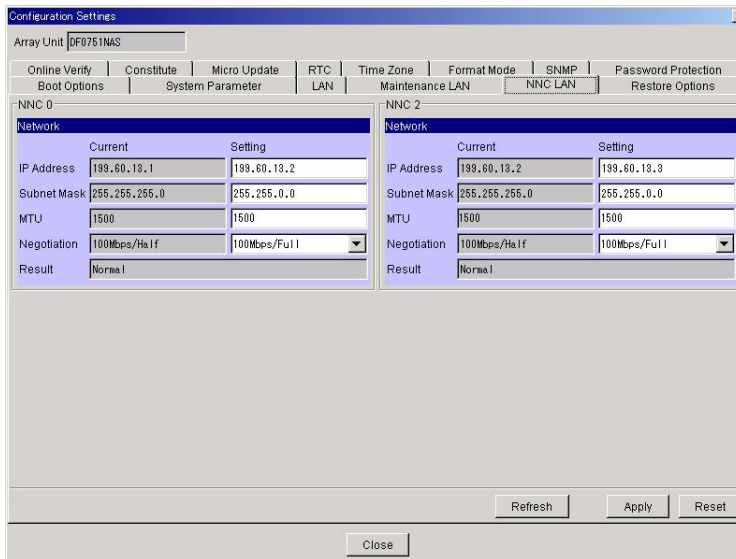 Configuration Settings
Array Unit DF0751NAS
Online Verify Constitute Micro Update RTC Time Zone Format Mode SNMP Password Protection
Boot Options System Parameter LAN Maintenance LAN NNC LAN Restore Options
NNC 0 NNC 2
Network Network
Current Setting Current Setting
IP Address 199.60.13.1 199.60.13.2 IP Address 199.60.13.2 199.60.13.3
Subnet Mask 255.255.255.0 255.255.0.0 Subnet Mask 255.255.255.0 255.255.0.0
MTU 1500 1500 MTU 1500 1500
Negotiation 100Mbps/Half 100Mbps/Full Negotiation 100Mbps/Half 100Mbps/Full
Result Normal Result Normal
Refresh Apply Reset
Close